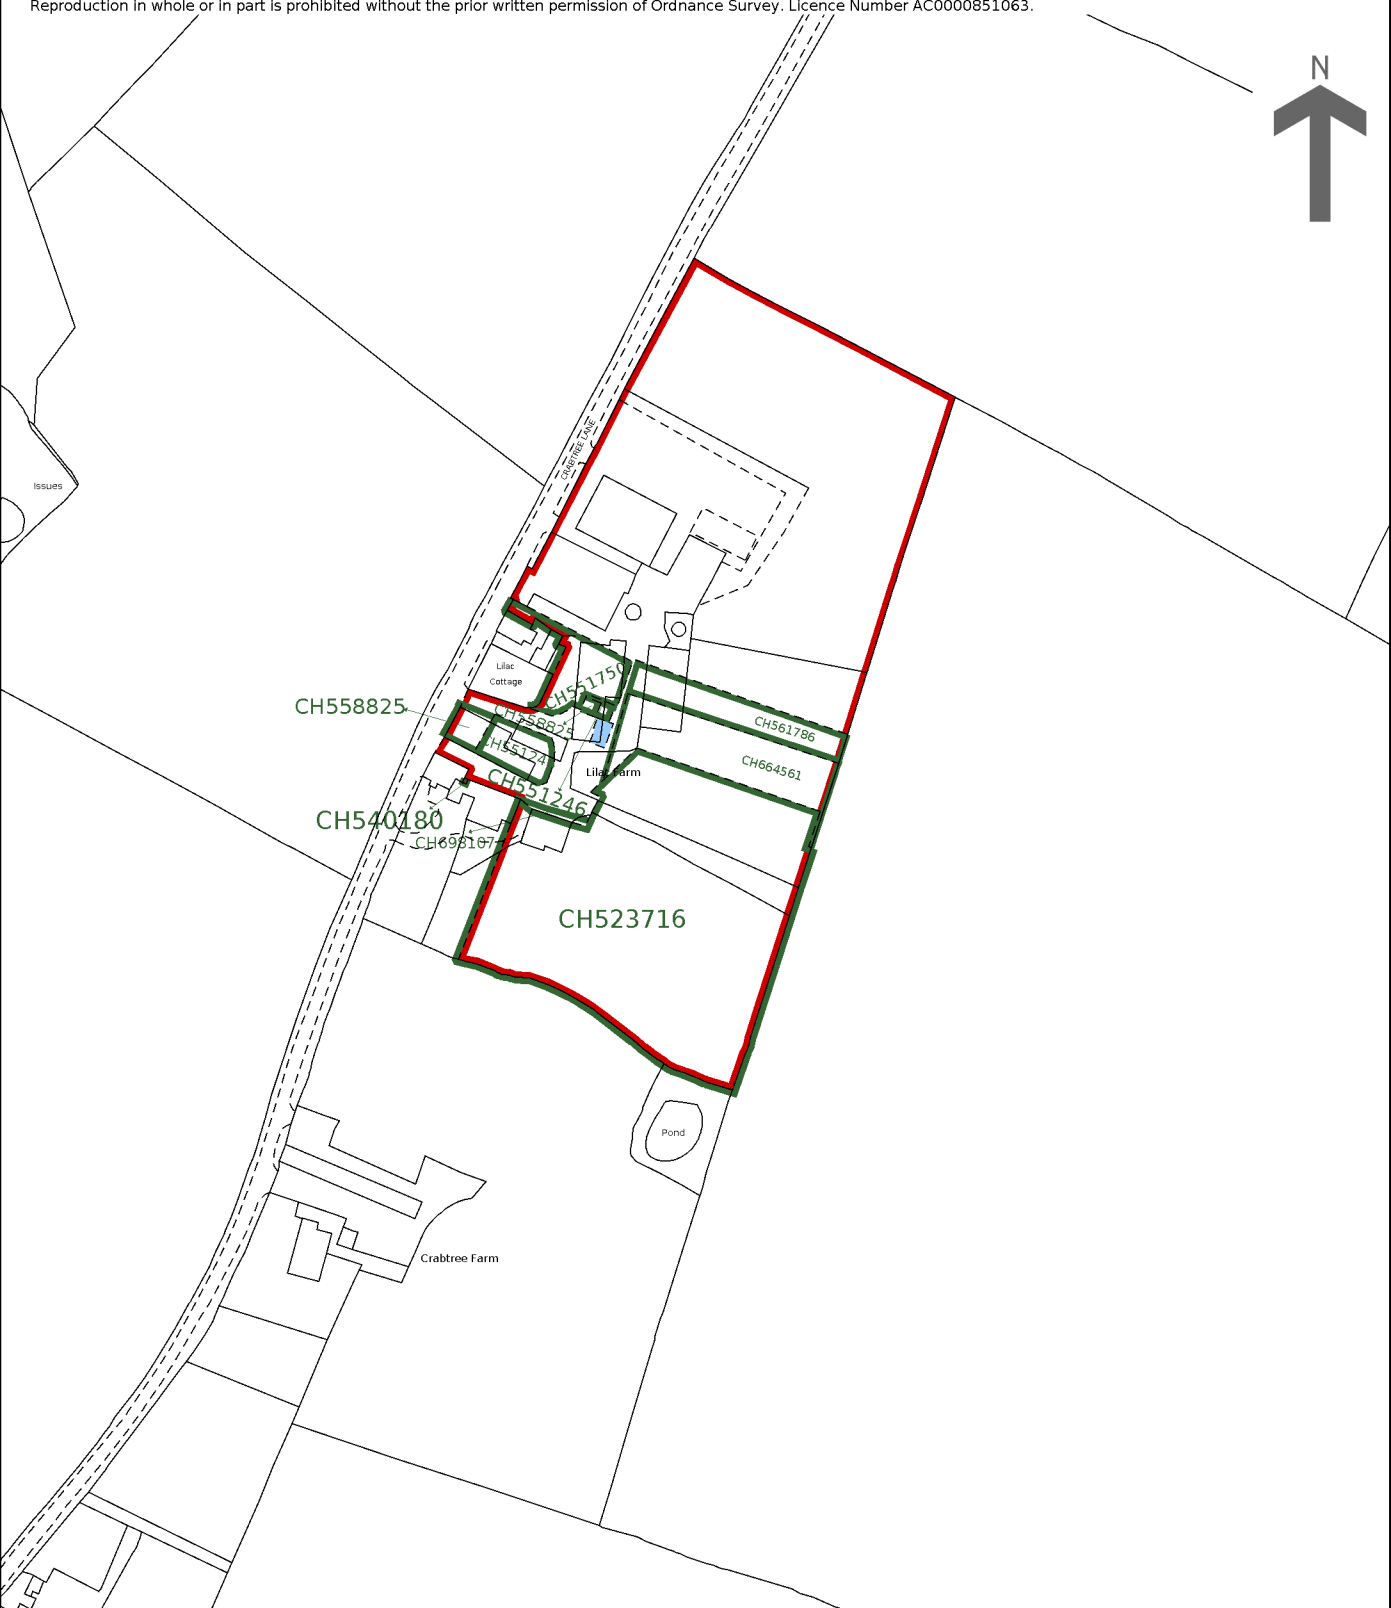 Reproduction in whole or in part is prohibited without the prior written permission of Ordnance Survey. Licence Number AC0000851063.
N
CRABTREE LANE
Issues
Lilac
Cottage
CH551750
CH558825
CH558825
CH561786
CH55124
CH664561
Lilac Farm
CH551246
CH540180
CH698107
CH523716
Pond
Crabtree Farm